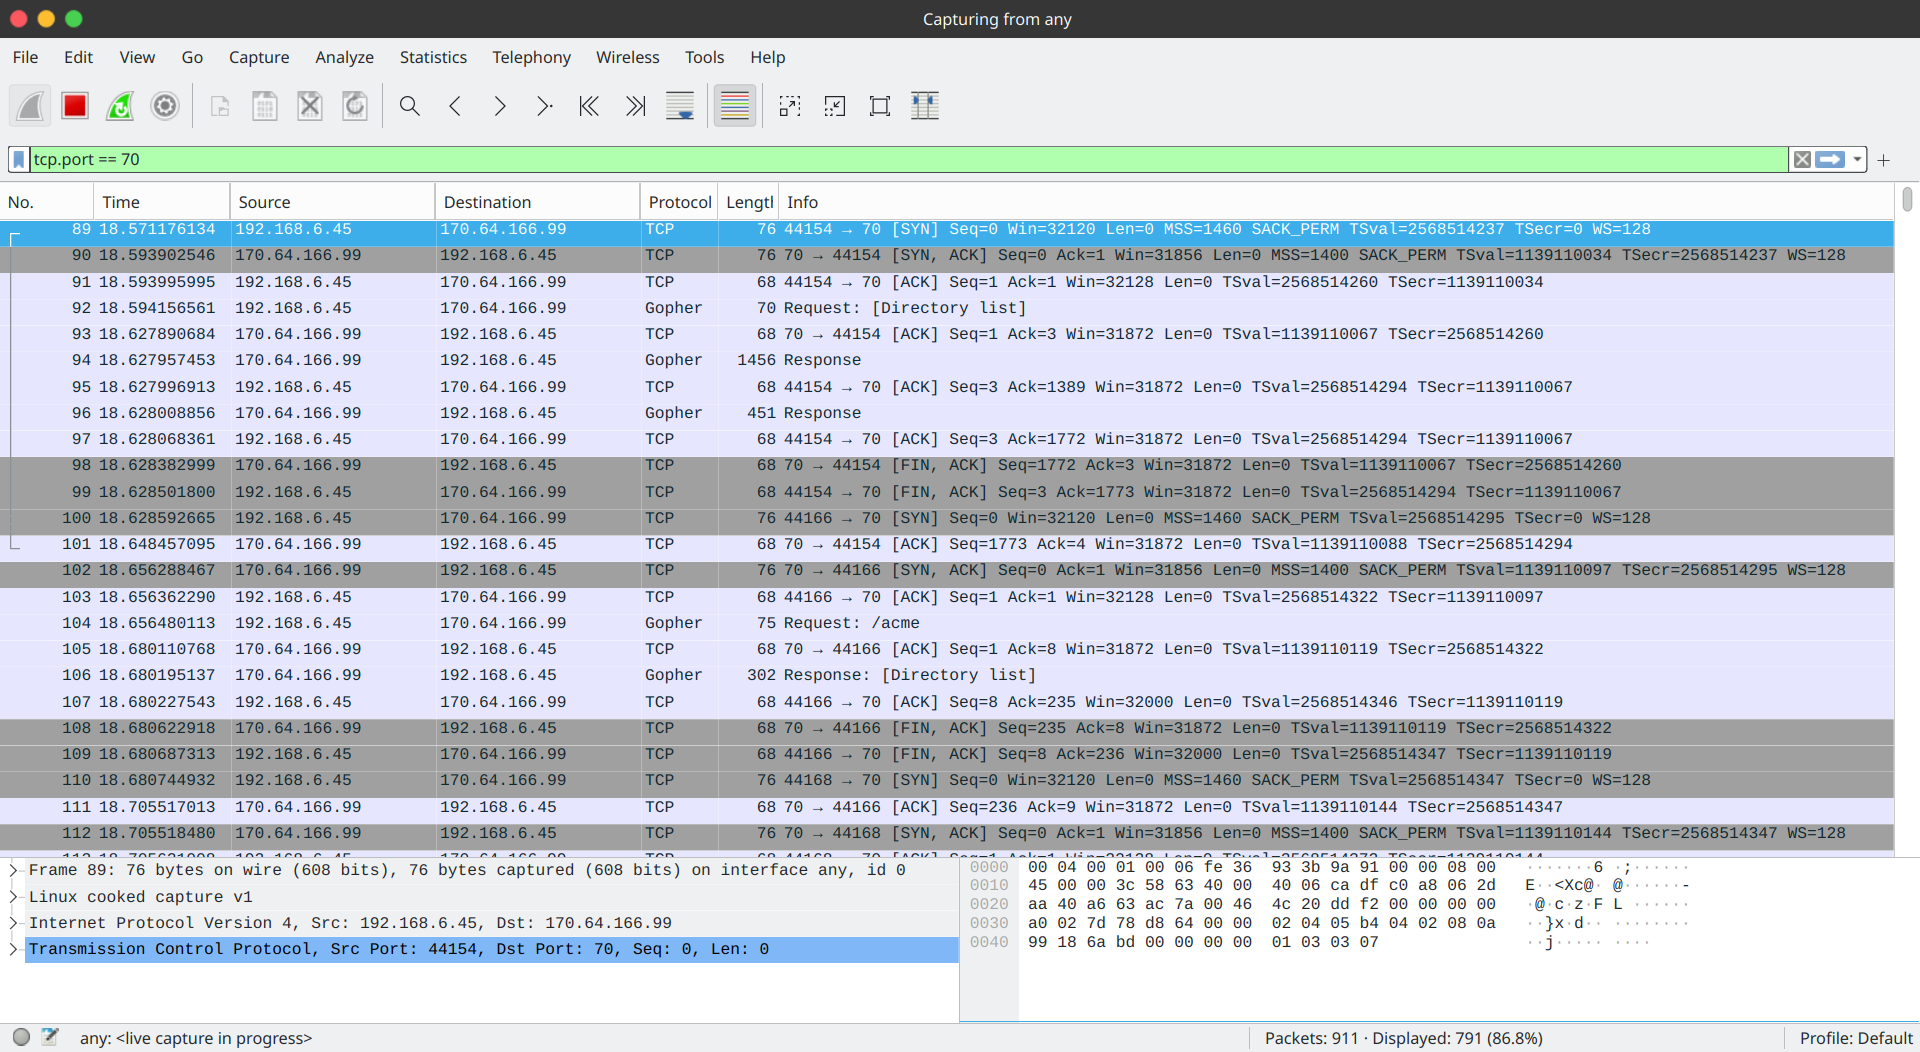 Capturing from any
File Edit View Go Capture Analyze Statistics Telephony Wireless Tools Help
tcp.port == 70
No. Time Source Destination Protocol Length Info
89 18.571176134 192.168.6.45 170.64.166.99 TCP 76 44154 → 70 [SYN] Seq=0 Win=32120 Len=0 MSS=1460 SACK_PERM TSval=2568514237 TSecr=0 WS=128
90 18.593902546 170.64.166.99 192.168.6.45 TCP 76 70 → 44154 [SYN, ACK] Seq=0 Ack=1 Win=31856 Len=0 MSS=1400 SACK_PERM TSval=1139110034 TSecr=2568514237 WS=128
91 18.593995995 192.168.6.45 170.64.166.99 TCP 68 44154 → 70 [ACK] Seq=1 Ack=1 Win=32128 Len=0 TSval=2568514260 TSecr=1139110034
92 18.594156561 192.168.6.45 170.64.166.99 Gopher 70 Request: [Directory list]
93 18.627890684 170.64.166.99 192.168.6.45 TCP 68 70 → 44154 [ACK] Seq=1 Ack=3 Win=31872 Len=0 TSval=1139110067 TSecr=2568514260
94 18.627957453 170.64.166.99 192.168.6.45 Gopher 1456 Response
95 18.627996913 192.168.6.45 170.64.166.99 TCP 68 44154 → 70 [ACK] Seq=3 Ack=1389 Win=31872 Len=0 TSval=2568514294 TSecr=1139110067
96 18.628008856 170.64.166.99 192.168.6.45 Gopher 451 Response
97 18.628068361 192.168.6.45 170.64.166.99 TCP 68 44154 → 70 [ACK] Seq=3 Ack=1772 Win=31872 Len=0 TSval=2568514294 TSecr=1139110067
98 18.628382999 170.64.166.99 192.168.6.45 TCP 68 70 → 44154 [FIN, ACK] Seq=1772 Ack=3 Win=31872 Len=0 TSval=1139110067 TSecr=2568514260
99 18.628501800 192.168.6.45 170.64.166.99 TCP 68 44154 → 70 [FIN, ACK] Seq=3 Ack=1773 Win=31872 Len=0 TSval=2568514294 TSecr=1139110067
100 18.628592665 192.168.6.45 170.64.166.99 TCP 76 44166 → 70 [SYN] Seq=0 Win=32120 Len=0 MSS=1460 SACK_PERM TSval=2568514295 TSecr=0 WS=128
101 18.648457095 170.64.166.99 192.168.6.45 TCP 68 70 → 44154 [ACK] Seq=1773 Ack=4 Win=31872 Len=0 TSval=1139110088 TSecr=2568514294
102 18.656288467 170.64.166.99 192.168.6.45 TCP 76 70 → 44166 [SYN, ACK] Seq=0 Ack=1 Win=31856 Len=0 MSS=1400 SACK_PERM TSval=1139110097 TSecr=2568514295 WS=128
103 18.656362290 192.168.6.45 170.64.166.99 TCP 68 44166 → 70 [ACK] Seq=1 Ack=1 Win=32128 Len=0 TSval=2568514322 TSecr=1139110097
104 18.656480113 192.168.6.45 170.64.166.99 Gopher 75 Request: /acme
105 18.680110768 170.64.166.99 192.168.6.45 TCP 68 70 → 44166 [ACK] Seq=1 Ack=8 Win=31872 Len=0 TSval=1139110119 TSecr=2568514322
106 18.680195137 170.64.166.99 192.168.6.45 Gopher 302 Response: [Directory list]
107 18.680227543 192.168.6.45 170.64.166.99 TCP 68 44166 → 70 [ACK] Seq=8 Ack=235 Win=32000 Len=0 TSval=2568514346 TSecr=1139110119
108 18.680622918 170.64.166.99 192.168.6.45 TCP 68 70 → 44166 [FIN, ACK] Seq=235 Ack=8 Win=31872 Len=0 TSval=1139110119 TSecr=2568514322
109 18.680687313 192.168.6.45 170.64.166.99 TCP 68 44166 → 70 [FIN, ACK] Seq=8 Ack=236 Win=32000 Len=0 TSval=2568514347 TSecr=1139110119
110 18.680744932 192.168.6.45 170.64.166.99 TCP 76 44168 → 70 [SYN] Seq=0 Win=32120 Len=0 MSS=1460 SACK_PERM TSval=2568514347 TSecr=0 WS=128
111 18.705517013 170.64.166.99 192.168.6.45 TCP 68 70 → 44166 [ACK] Seq=236 Ack=9 Win=31872 Len=0 TSval=1139110144 TSecr=2568514347
112 18.705518480 170.64.166.99 192.168.6.45 TCP 76 70 → 44168 [SYN, ACK] Seq=0 Ack=1 Win=31856 Len=0 MSS=1400 SACK_PERM TSval=1139110144 TSecr=2568514347 WS=128
Frame 89: 76 bytes on wire (608 bits), 76 bytes captured (608 bits) on interface any, id 0
Linux cooked capture v1
Internet Protocol Version 4, Src: 192.168.6.45, Dst: 170.64.166.99
Transmission Control Protocol, Src Port: 44154, Dst Port: 70, Seq: 0, Len: 0
0000 00 04 00 01 00 06 fe 36 93 3b 9a 91 00 00 08 00 ·······6 ·;······
0010 45 00 00 3c 58 63 40 00 40 06 ca df c0 a8 06 2d E··<Xc@· @······-
0020 aa 40 a6 63 ac 7a 00 46 4c 20 dd f2 00 00 00 00 ·@·c·z·F L ······
0030 a0 02 7d 78 d8 64 00 00 02 04 05 b4 04 02 08 0a ··}x·d·· ········
0040 99 18 6a bd 00 00 00 00 01 03 03 07 ··j····· ····
any: <live capture in progress>
Packets: 911 · Displayed: 791 (86.8%)
Profile: Default